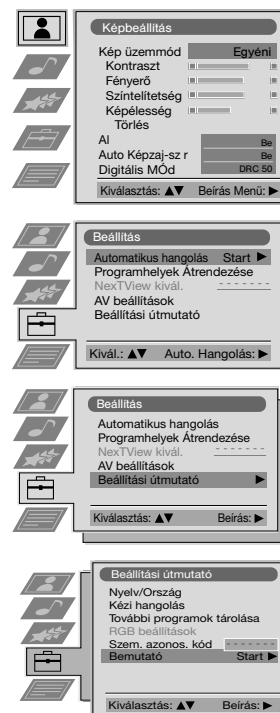 Képbeállítás
Kép üzemmód Egyéni
Kontraszt
Fényerő
Színtelítettség
Képélesség
Törlés
AI Be
Auto Képzaj-sz r Be
Digitális MÓd DRC 50
Kiválasztás: ▲▼ Beírás Menü: ▶
Beállítás
Automatikus hangolás Start ▶
Programhelyek Átrendezése
NexTView kivál. - - - - - - -
AV beállítások
Beállítási útmutató
Kivál.: ▲▼ Auto. Hangolás: ▶
Beállítás
Automatikus hangolás
Programhelyek Átrendezése
NexTView kivál. - - - - - - -
AV beállítások
Beállítási útmutató ▶
Kiválasztás: ▲▼ Beírás: ▶
Beállítási útmutató
Nyelv/Ország
Kézi hangolás
További programok tárolása
RGB beállítások
Szem. azonos. kód - - - - - - -
Bemutató Start ▶
Kiválasztás: ▲▼ Beírás: ▶